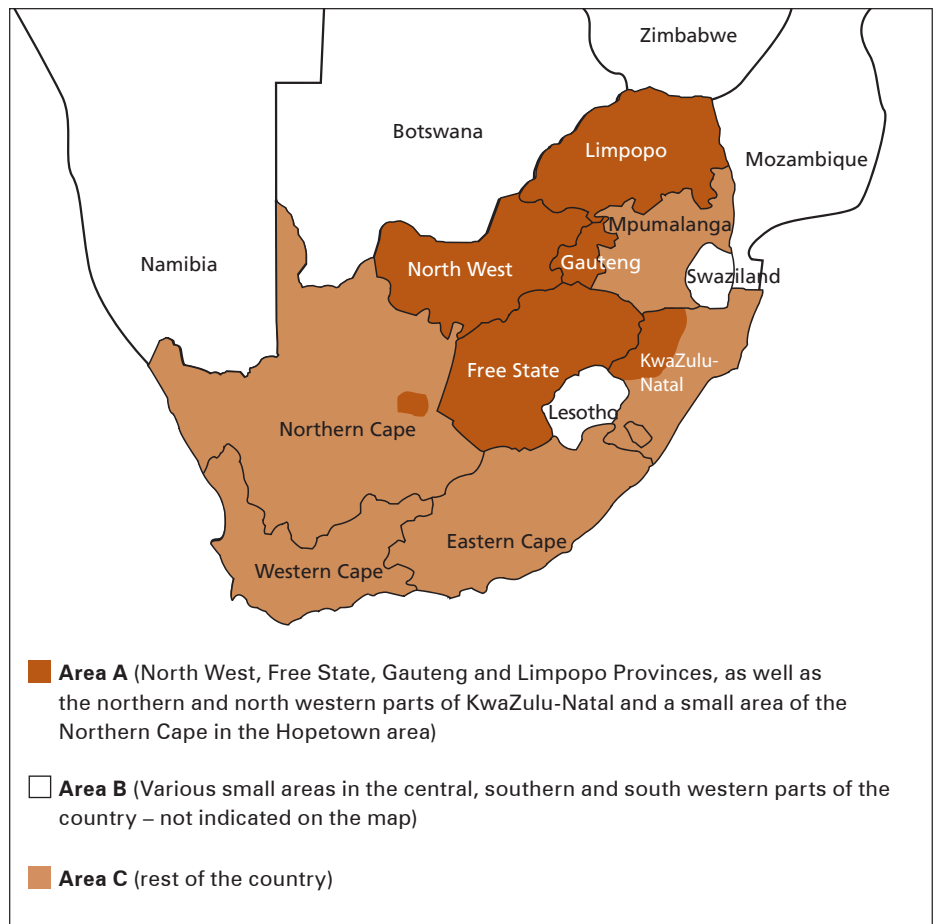 Zimbabwe
Botswana
Limpopo
Mozambique
Mpumalanga
Namibia
North West
Gauteng
Swaziland
Free State
KwaZulu-
Natal
Lesotho
Northern Cape
Eastern Cape
Western Cape
Area A (North West, Free State, Gauteng and Limpopo Provinces, as well as
the northern and north western parts of KwaZulu-Natal and a small area of the
Northern Cape in the Hopetown area)
Area B (Various small areas in the central, southern and south western parts of the
country – not indicated on the map)
Area C (rest of the country)